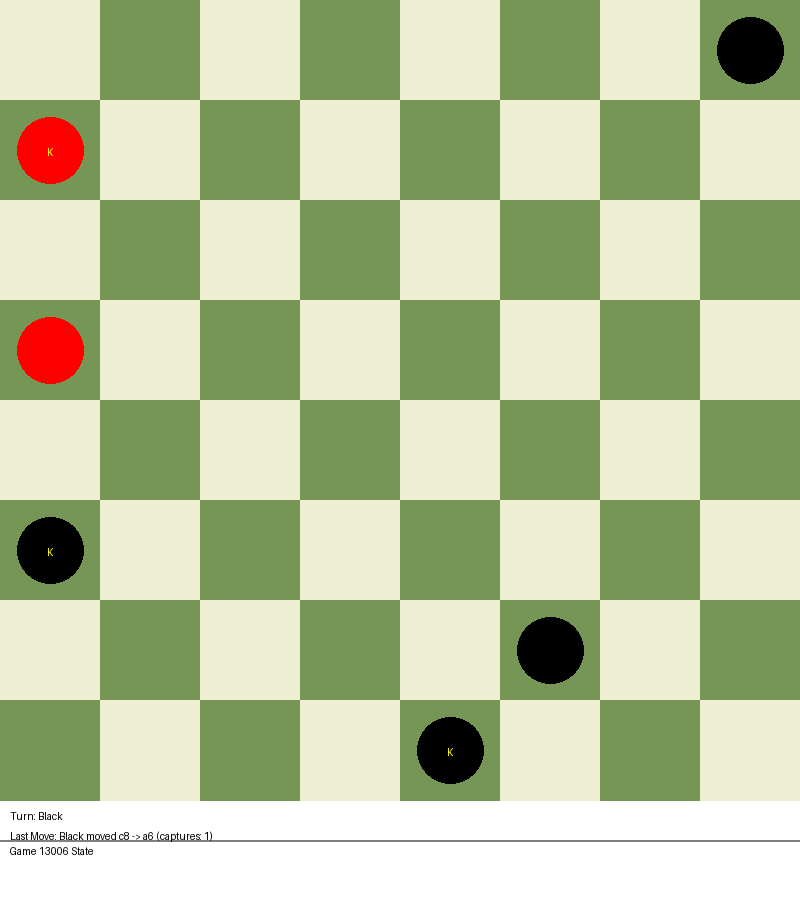 K
K
K
Turn: Black
Last Move: Black moved c8 -> a6 (captures: 1)
Game 13006 State